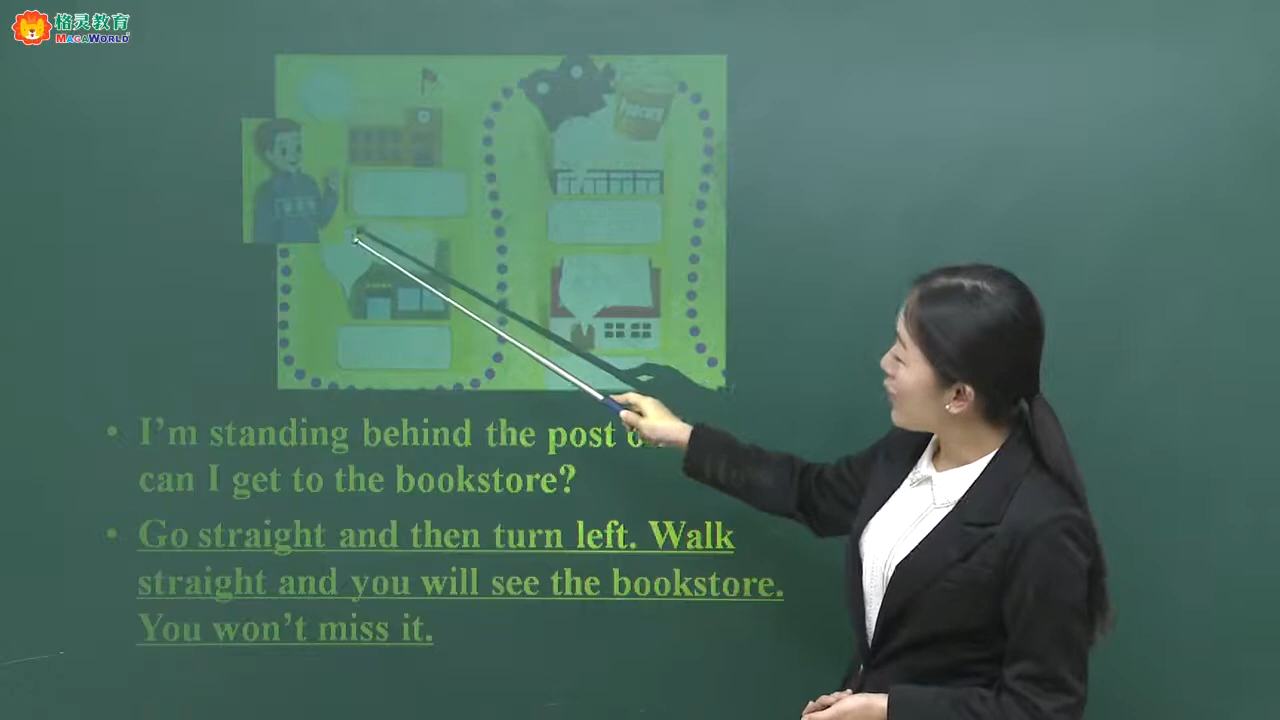 格灵教育
MAGAWORLD
• I'm standing behind the post
can I get to the bookstore?
• Go straight and then turn left. Walk
straight and you will see the bookstore.
You won't miss it.